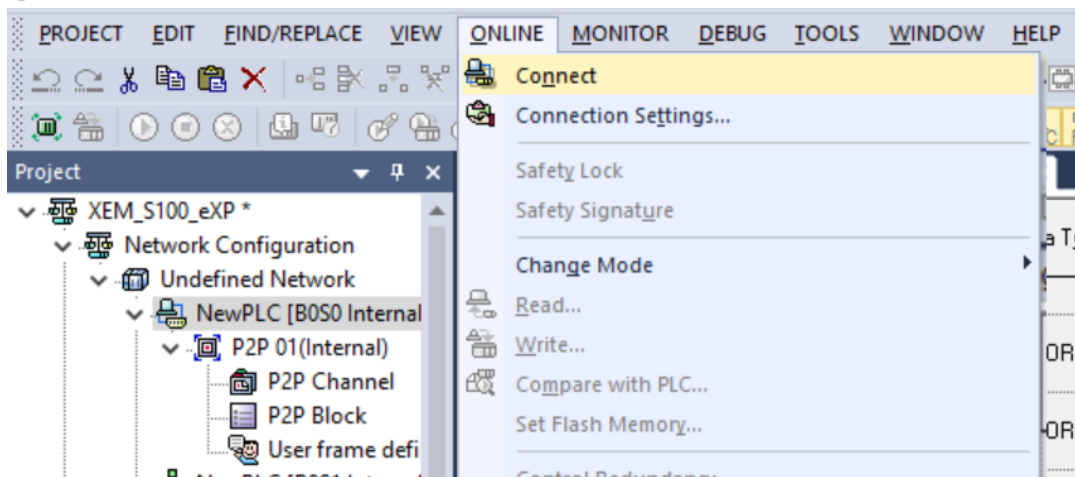 PROJECT EDIT FIND/REPLACE VIEW ONLINE MONITOR DEBUG TOOLS WINDOW HELP
Connect
Connection Settings...
Project
Safety Lock
XEM_S100_eXP *
Safety Signature
Network Configuration
Change Mode
Undefined Network
Read...
NewPLC [B0S0 Internal
Write...
P2P 01(Internal)
P2P Channel
Compare with PLC...
P2P Block
Set Flash Memory...
User frame defi